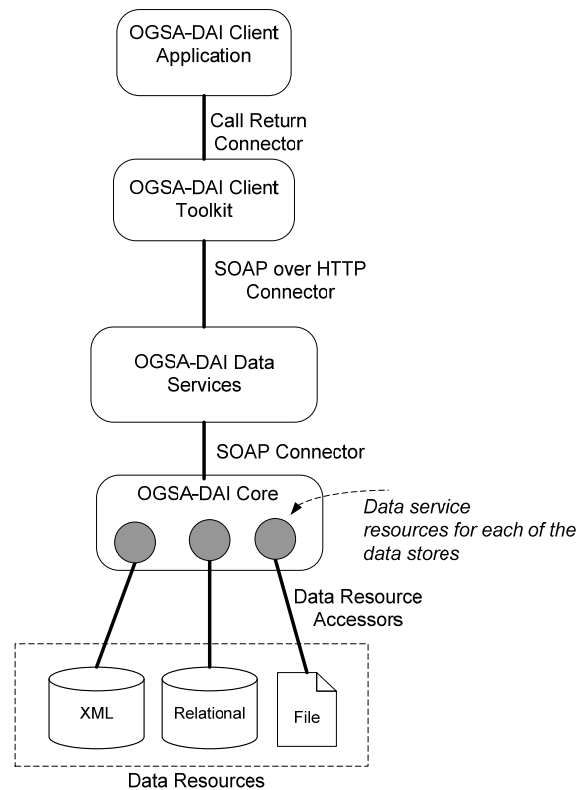 OGSA-DAI Client
Application
Call Return
Connector
OGSA-DAI Client
Toolkit
SOAP over HTTP
Connector
OGSA-DAI Data
Services
SOAP Connector
OGSA-DAI Core
Data service
resources for each of the
data stores
Data Resource
Accessors
XML
Relational
File
Data Resources